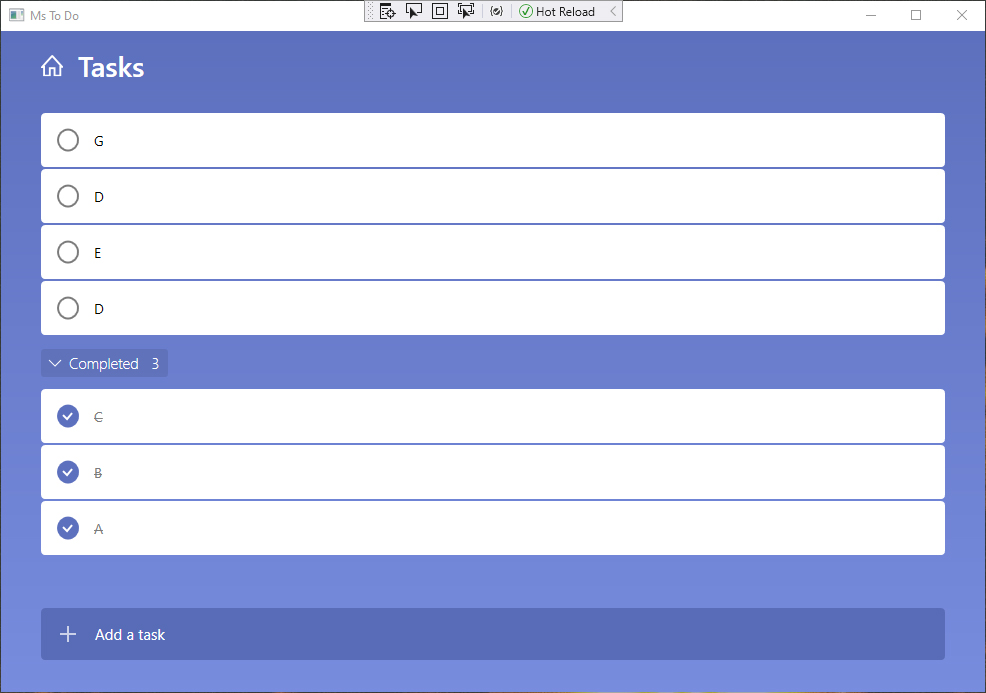 Ms To Do
Hot Reload
Tasks
G
D
E
D
Completed 3
C
B
A
Add a task